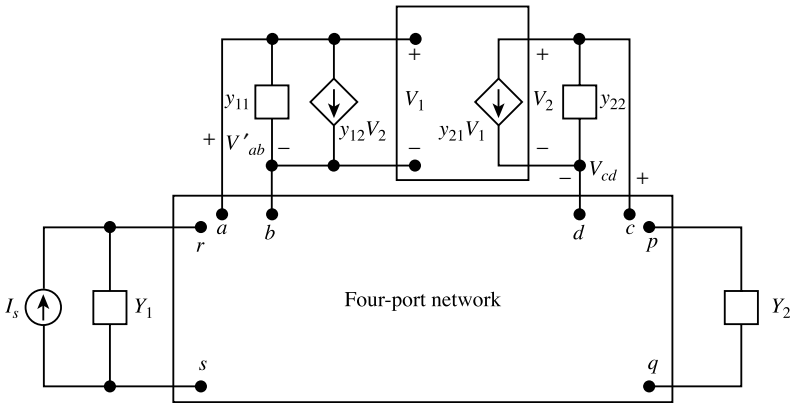 + +
y11 V1 V2 y22
y12V2 y21V1
+ V′ab − − − Vcd
− +
a b d c
r p
Is Y1 Four-port network Y2
s q